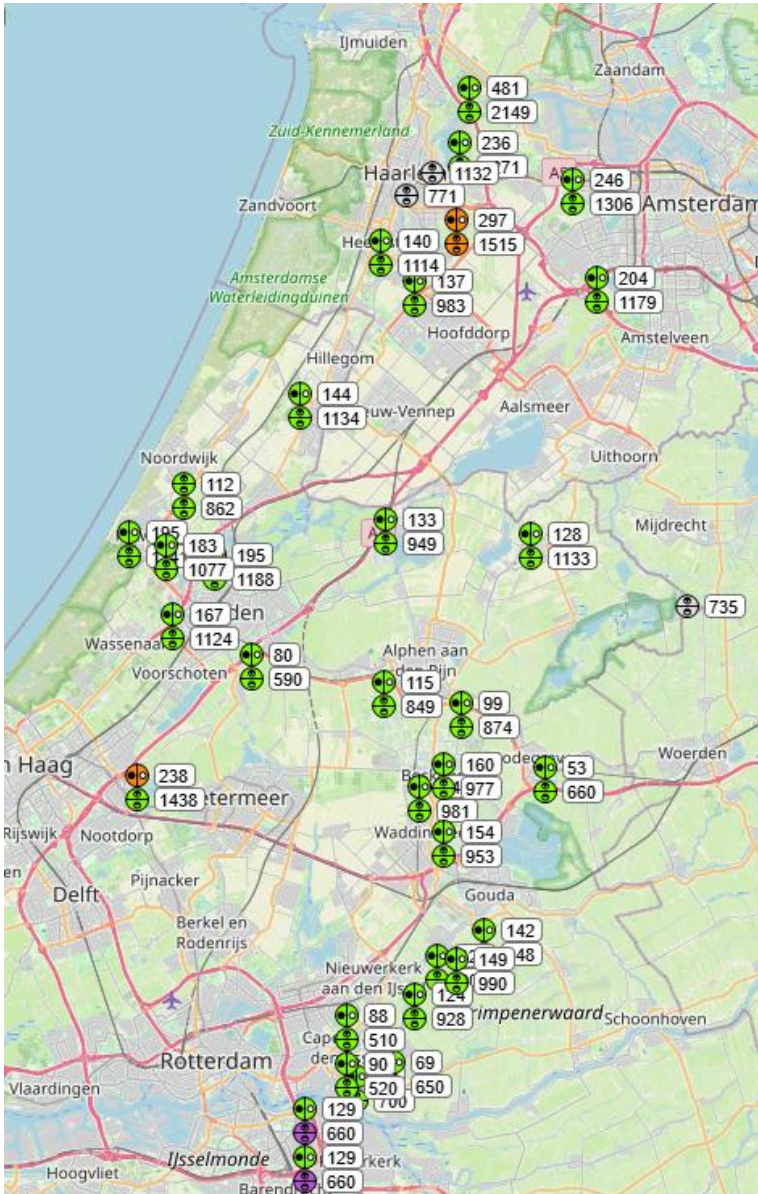 IJmuiden
Zaandam
481
2149
Zuid-Kennemerland
236
271
1132
246
771
1306
Amsterdam
Zandvoort
297
140
1515
1114
204
137
Amsterdamse
Waterleidingduinen
983
1179
Hoofddorp
Amstelveen
Hillegom
144
1134
Aalsmeer
Noordwijk
Uithoorn
112
862
133
Mijdrecht
195
128
183
949
195
1133
1077
1188
735
167
1124
Wassenaar
Alphen aan
80
Voorschoten
590
115
99
849
874
Woerden
160
53
238
977
1438
660
981
Rijswijk
Nootdorp
154
953
Pijnacker
Gouda
Delft
Berkel en
Rodenrijs
142
149
48
Nieuwerkerk
aan den IJs
990
124
88
928
Schoonhoven
510
Rotterdam
90
69
520
650
Vlaardingen
700
129
660
IJsselmonde
129
Hoogvliet
660